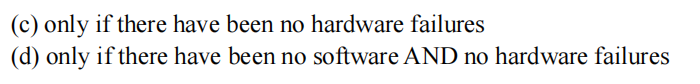 (c) only if there have been no hardware failures
(d) only if there have been no software AND no hardware failures